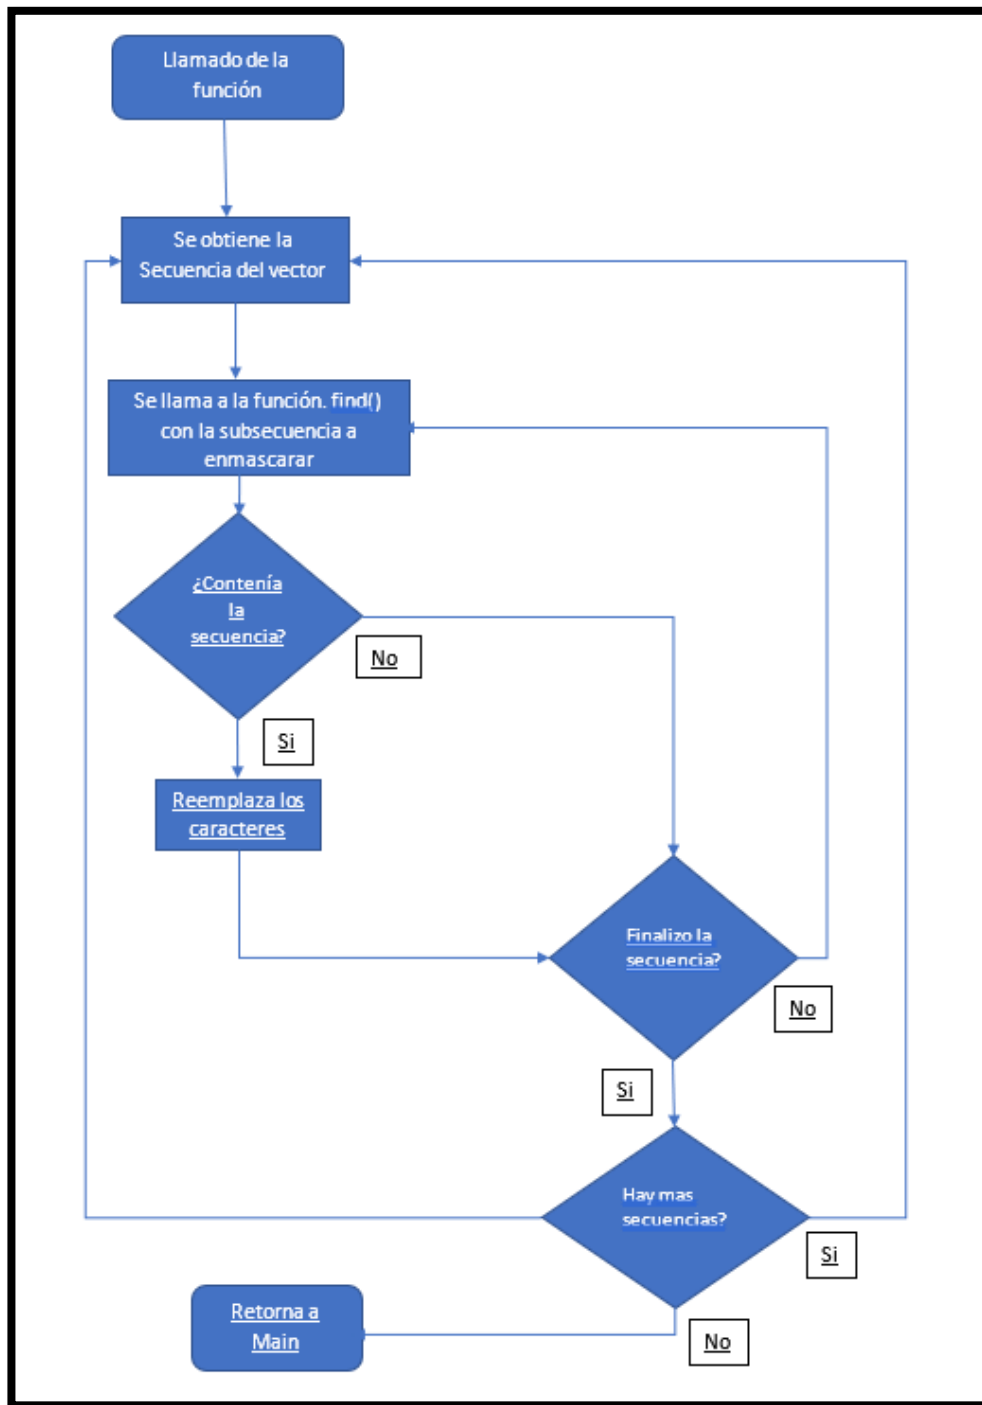 Llamado de la
función
Se obtiene la
Secuencia del vector
Se llama a la función. find()
con la subsecuencia a
enmascarar
¿Contenía
la
secuencia?
No
Si
Reemplaza los
caracteres
Finalizo la
secuencia?
No
Si
Hay mas
secuencias?
Si
No
Retorna a
Main